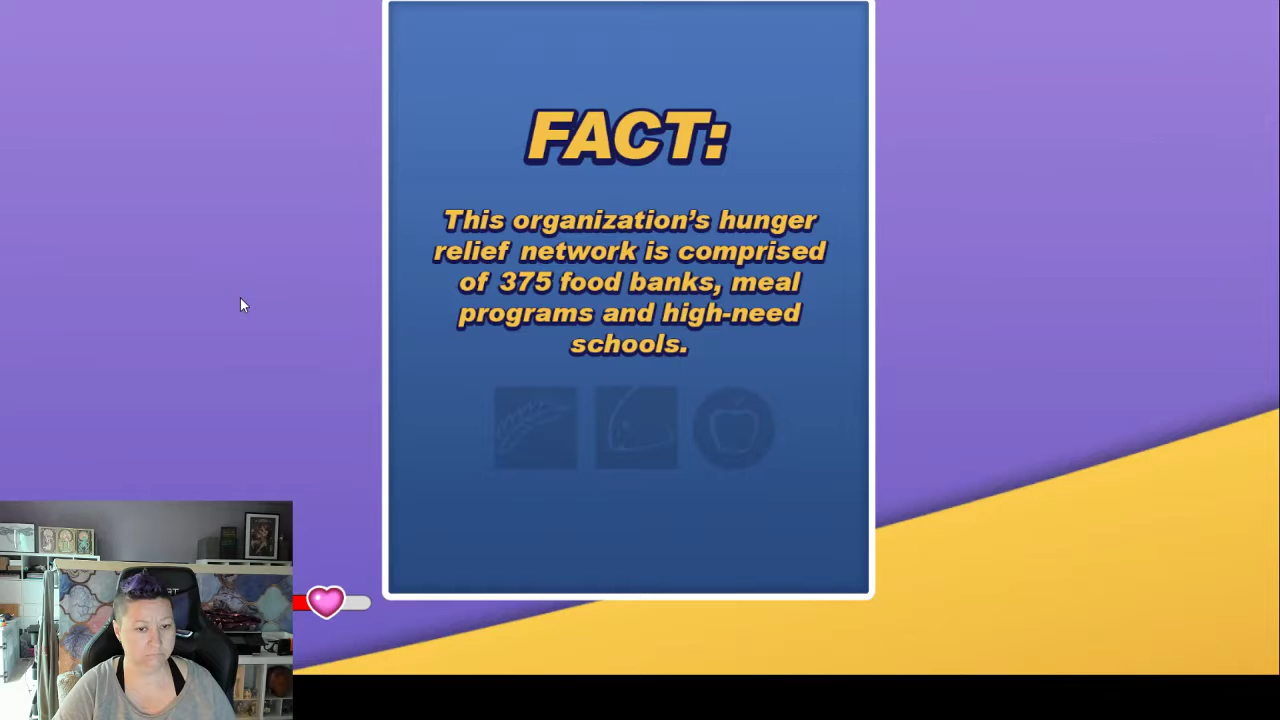 FACT:
This organization's hunger
relief network is comprised
of 375 food banks, meal
programs and high-need
schools.